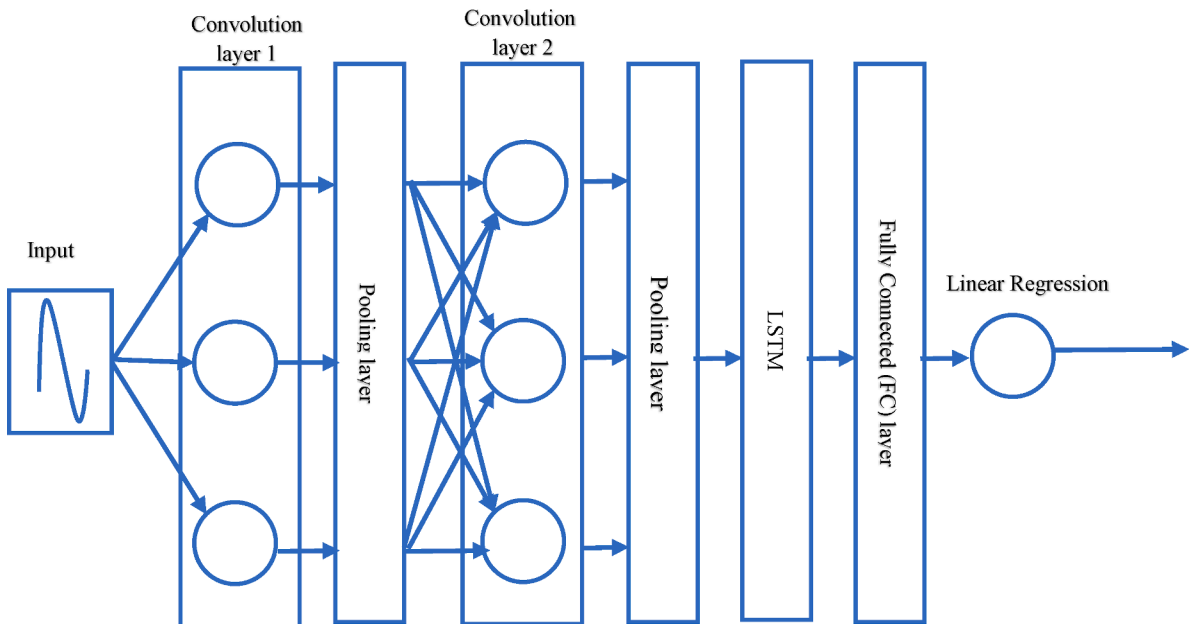 Convolution
layer 1
Convolution
layer 2
Input
Pooling layer
Pooling layer
LSTM
Fully Connected (FC) layer
Linear Regression